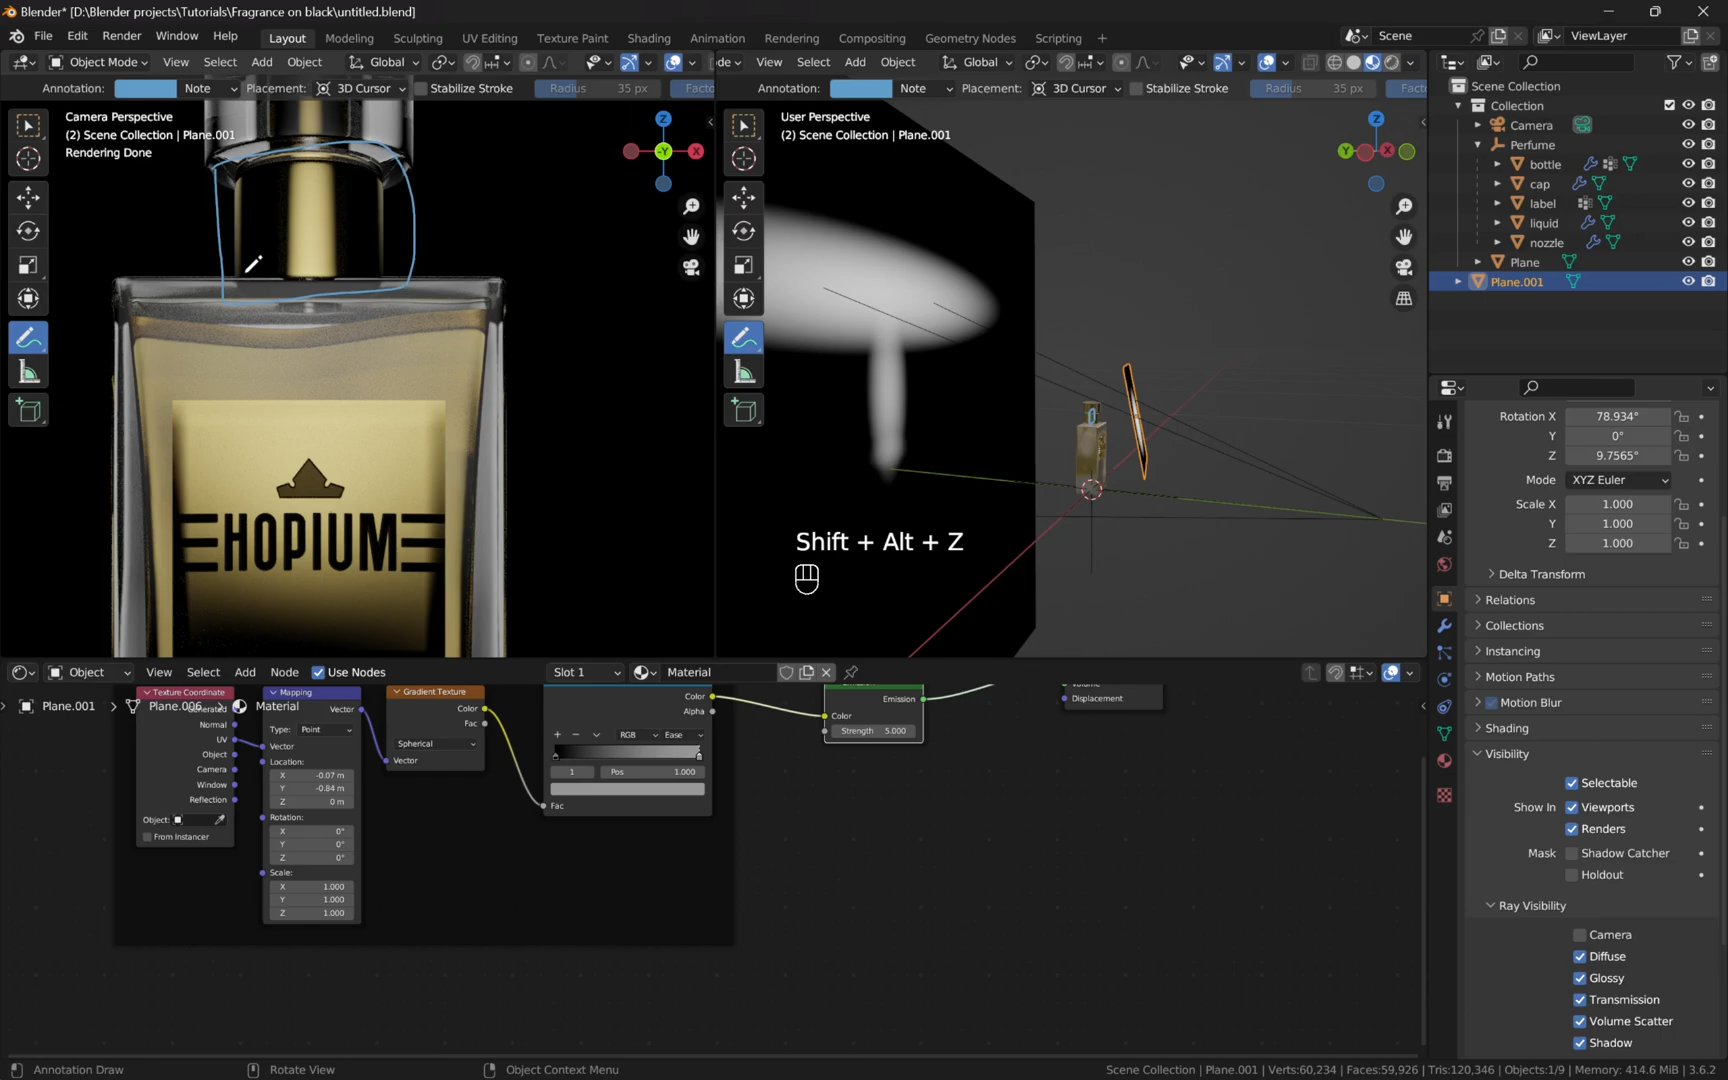 Blender* [D:\Blender projects\Tutorials\Fragrance on black\untitled.blend]
File Edit Render Window Help Layout Modeling Sculpting UV Editing Texture Paint Shading Animation Rendering Compositing Geometry Nodes Scripting + Scene ViewLayer
Object Mode View Select Add Object Global
de View Select Add Object Global
Annotation: Note Placement: 3D Cursor Stabilize Stroke Radius 35 px Facto
Annotation: Note Placement: 3D Cursor Stabilize Stroke Radius 35 px Facto
Camera Perspective
(2) Scene Collection | Plane.001
Rendering Done
Z
-Y
X
User Perspective
(2) Scene Collection | Plane.001
Z
Y
X
HOPIUM
Shift + Alt + Z
Scene Collection
Collection
Camera
Perfume
bottle
cap
label
liquid
nozzle
Plane
Plane.001
Rotation X 78.934°
Y 0°
Z 9.7565°
Mode XYZ Euler
Scale X 1.000
Y 1.000
Z 1.000
Delta Transform
Relations
Collections
Instancing
Motion Paths
Motion Blur
Shading
Visibility
Selectable
Show In Viewports
Renders
Mask Shadow Catcher
Holdout
Ray Visibility
Camera
Diffuse
Glossy
Transmission
Volume Scatter
Shadow
Object View Select Add Node Use Nodes Slot 1 Material
Plane.001 Plane.006 Material
Texture Coordinate
Generated
Normal
UV
Object
Camera
Window
Reflection
Object:
From Instancer
Mapping
Vector
Type: Point
Vector
Location:
X -0.07 m
Y -0.84 m
Z 0 m
Rotation:
X 0°
Y 0°
Z 0°
Scale:
X 1.000
Y 1.000
Z 1.000
Gradient Texture
Color
Fac
Spherical
Vector
Color
Alpha
+ − RGB Ease
1 Pos 1.000
Fac
Emission
Color
Strength 5.000
Displacement
Annotation Draw Rotate View Object Context Menu
Scene Collection | Plane.001 | Verts:60,234 | Faces:59,926 | Tris:120,346 | Objects:1/9 | Memory: 414.6 MiB | 3.6.2